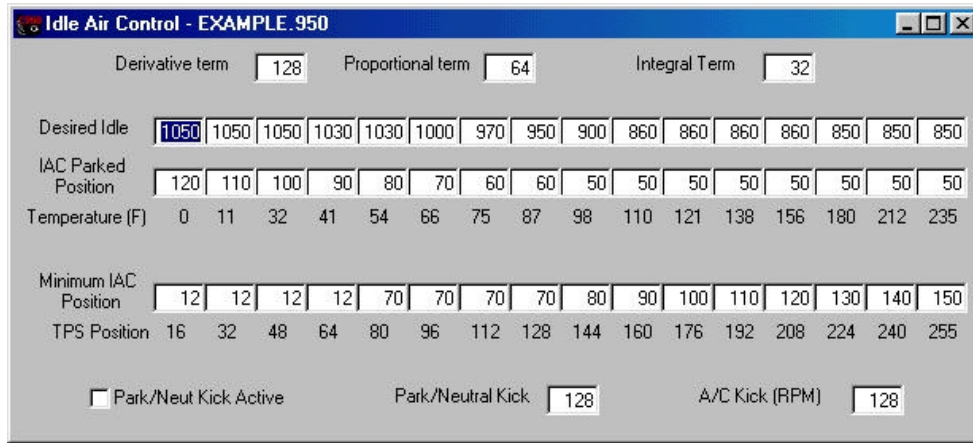 Idle Air Control - EXAMPLE.950
Derivative term 128 Proportional term 64 Integral Term 32
Desired Idle 1050 1050 1050 1030 1030 1000 970 950 900 860 860 860 860 850 850 850
IAC Parked
Position 120 110 100 90 80 70 60 60 50 50 50 50 50 50 50 50
Temperature (F) 0 11 32 41 54 66 75 87 98 110 121 138 156 180 212 235
Minimum IAC
Position 12 12 12 12 70 70 70 70 80 90 100 110 120 130 140 150
TPS Position 16 32 48 64 80 96 112 128 144 160 176 192 208 224 240 255
Park/Neut Kick Active Park/Neutral Kick 128 A/C Kick (RPM) 128